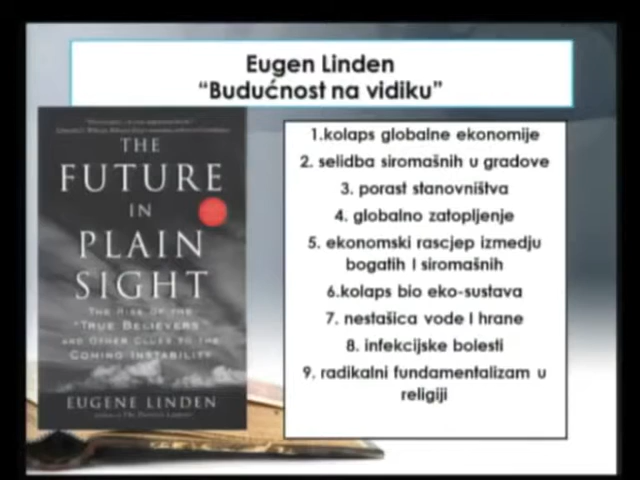 Eugen Linden
“Budućnost na vidiku”
THE
FUTURE
IN
PLAIN
SIGHT
THE RISE OF THE
"TRUE BELIEVERS"
AND OTHER CLUES TO THE
COMING INSTABILITY
EUGENE LINDEN
1.kolaps globalne ekonomije
2. selidba siromašnih u gradove
3. porast stanovništva
4. globalno zatopljenje
5. ekonomski rascjep izmedju
bogatih I siromašnih
6.kolaps bio eko-sustava
7. nestašica vode I hrane
8. infekcijske bolesti
9. radikalni fundamentalizam u
religiji